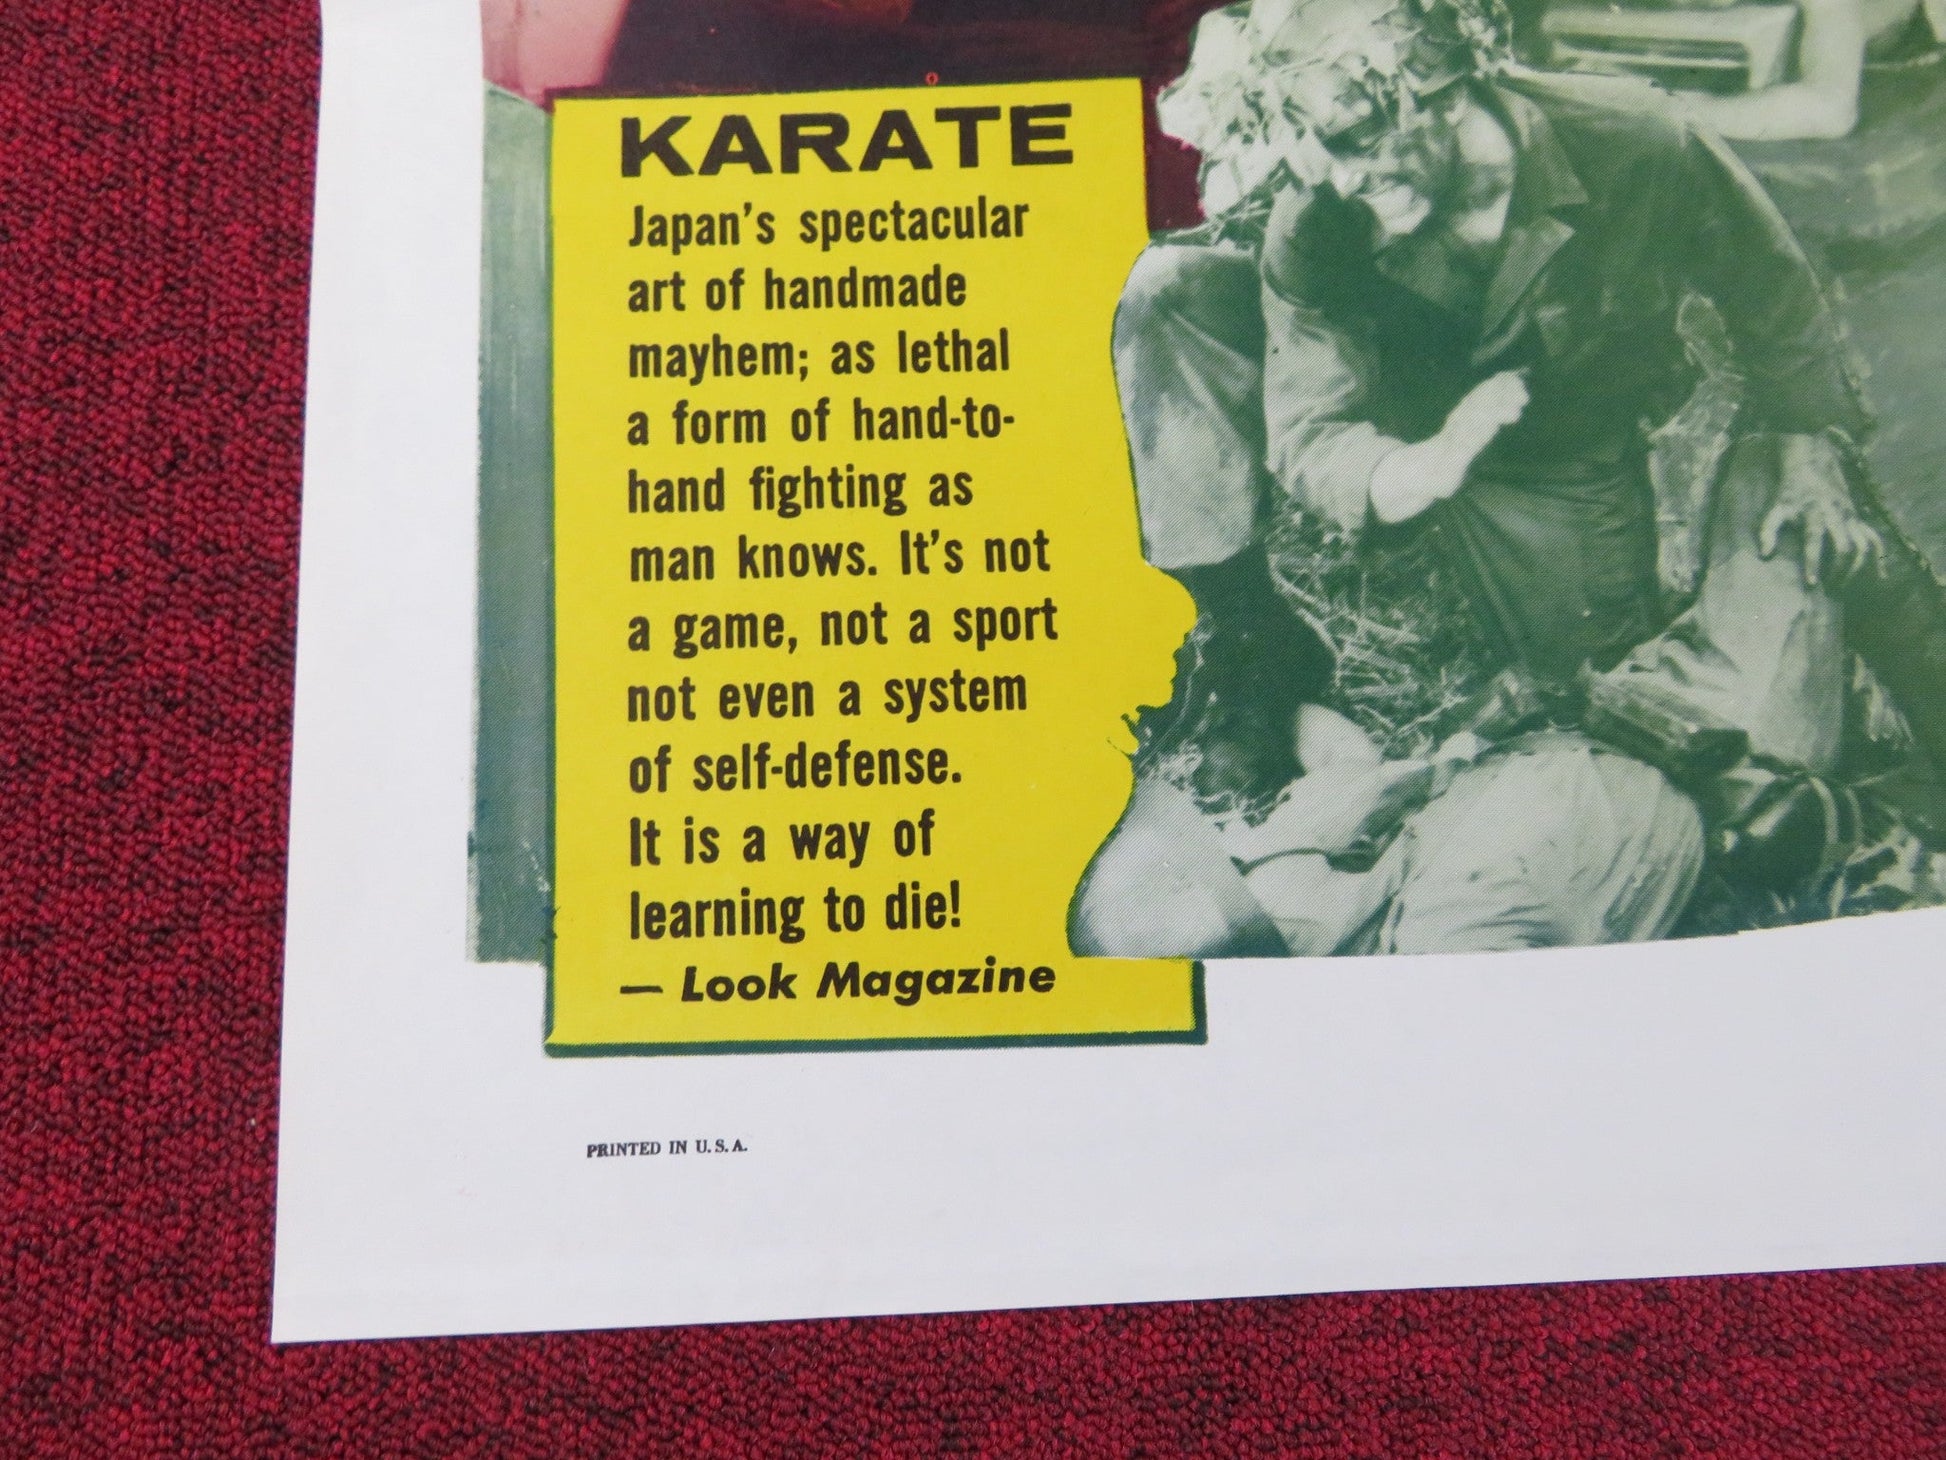 KARATE
Japan's spectacular
art of handmade
mayhem; as lethal
a form of hand-to-
hand fighting as
man knows. It's not
a game, not a sport
not even a system
of self-defense.
It is a way of
learning to die!
— Look Magazine
PRINTED IN U.S.A.